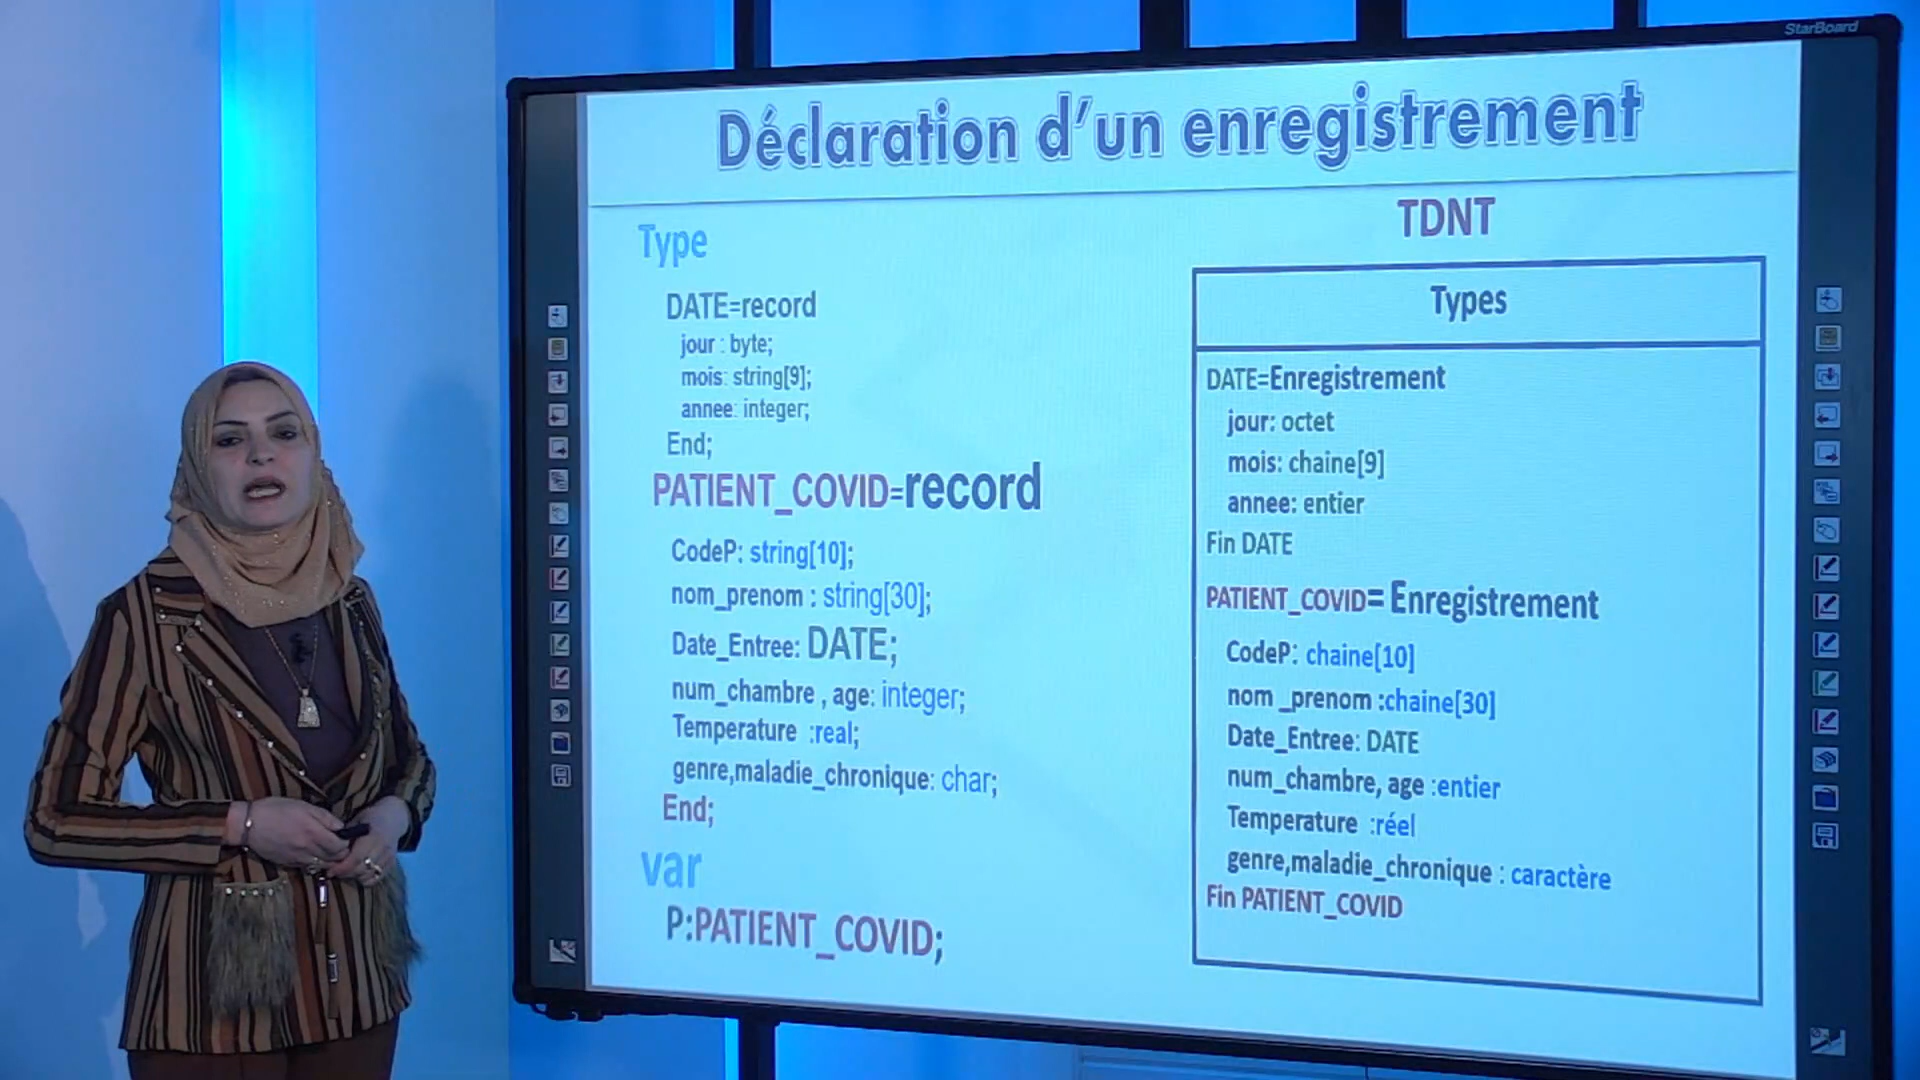 StarBoard
Déclaration d'un enregistrement
Type
DATE=record
jour : byte;
mois: string[9];
annee: integer;
End;
PATIENT_COVID=record
CodeP: string[10];
nom_prenom : string[30];
Date_Entree: DATE;
num_chambre , age: integer;
Temperature :real;
genre,maladie_chronique: char;
End;
var
P:PATIENT_COVID;
TDNT
Types
DATE=Enregistrement
jour: octet
mois: chaine[9]
annee: entier
Fin DATE
PATIENT_COVID= Enregistrement
CodeP: chaine[10]
nom _prenom :chaine[30]
Date_Entree: DATE
num_chambre, age :entier
Temperature :réel
genre,maladie_chronique : caractère
Fin PATIENT_COVID